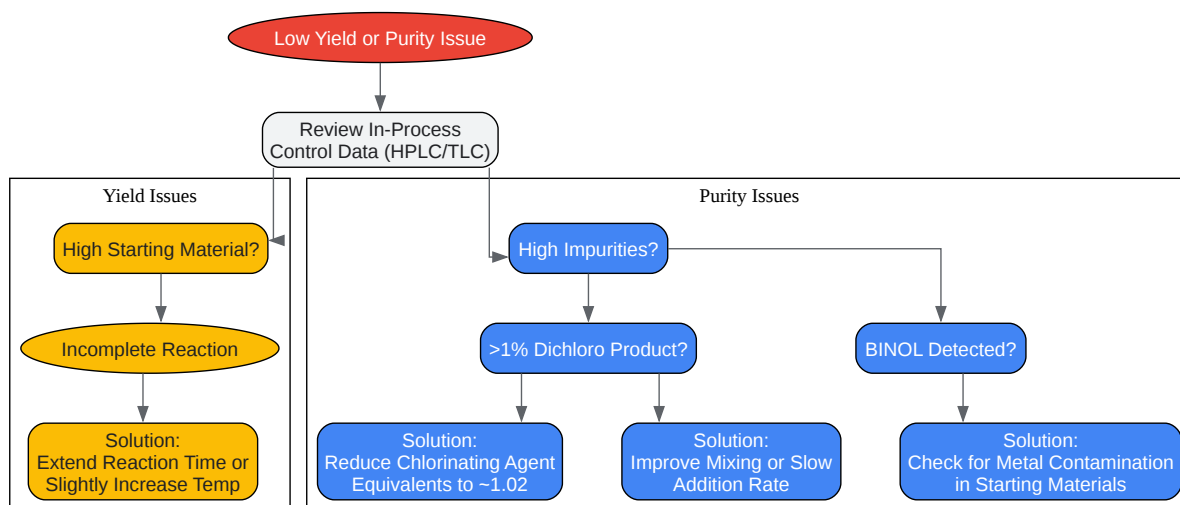 Low Yield or Purity Issue
Review In-Process
Control Data (HPLC/TLC)
Yield Issues
High Starting Material?
Incomplete Reaction
Solution:
Extend Reaction Time or
Slightly Increase Temp
Purity Issues
High Impurities?
>1% Dichloro Product?
BINOL Detected?
Solution:
Reduce Chlorinating Agent
Equivalents to ~1.02
Solution:
Improve Mixing or Slow
Addition Rate
Solution:
Check for Metal Contamination
in Starting Materials